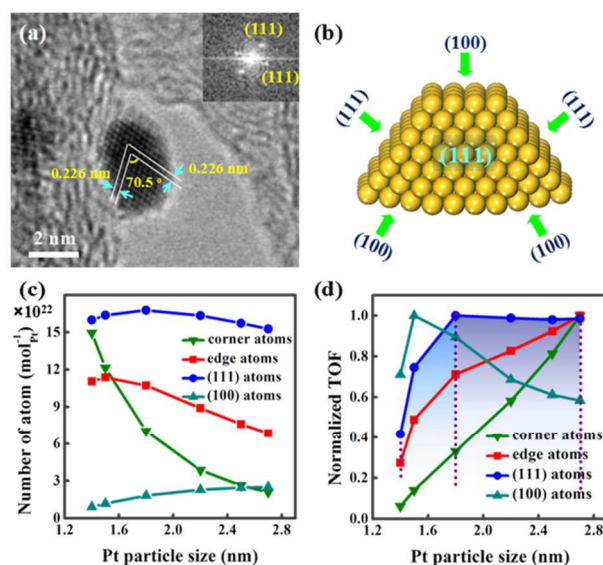 (a)
(111)
(111)
0.226 nm
0.226 nm
70.5 °
2 nm
(b)
(100)
(111)
(111)
(111)
(100)
(100)
(c)
×10²²
15
12
9
6
3
0
Number of atom (mol⁻¹Pt)
corner atoms
edge atoms
(111) atoms
(100) atoms
1.2 1.6 2.0 2.4 2.8
Pt particle size (nm)
(d)
1.0
0.8
0.6
0.4
0.2
0.0
Normalized TOF
corner atoms
edge atoms
(111) atoms
(100) atoms
1.2 1.6 2.0 2.4 2.8
Pt particle size (nm)